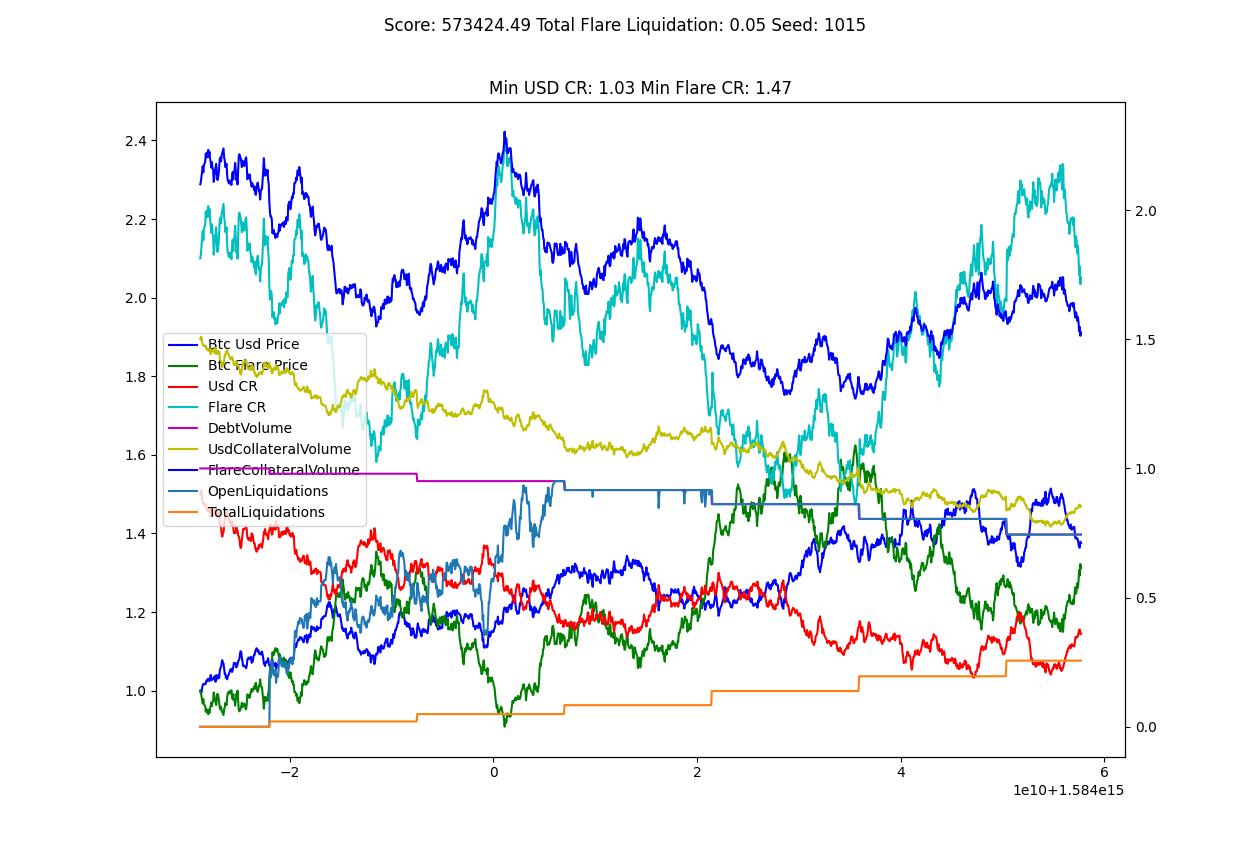 Score: 573424.49 Total Flare Liquidation: 0.05 Seed: 1015
Min USD CR: 1.03 Min Flare CR: 1.47
2.4
2.2
2.0
1.8
1.6
1.4
1.2
1.0
2.0
1.5
1.0
0.5
0.0
Btc Usd Price
Btc Flare Price
Usd CR
Flare CR
DebtVolume
UsdCollateralVolume
FlareCollateralVolume
OpenLiquidations
TotalLiquidations
−2 0 2 4 6
1e10+1.584e15